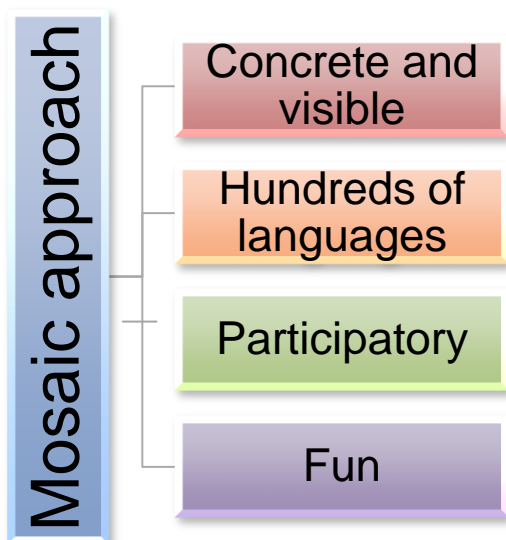 Mosaic approach
Concrete and
visible
Hundreds of
languages
Participatory
Fun